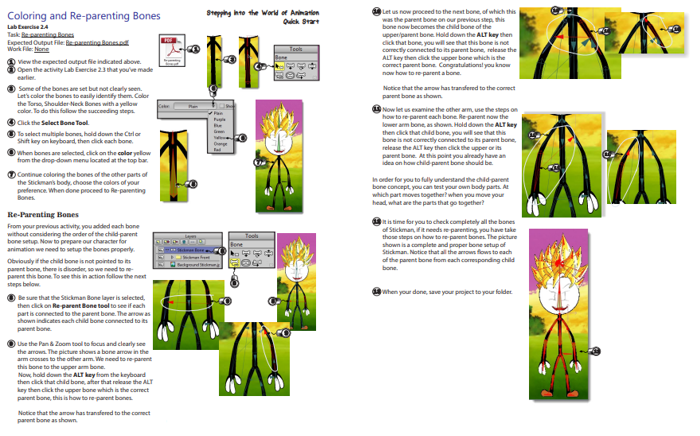 Coloring and Re-parenting Bones
Lab Exercise 2.4
Task: Re-parenting Bones
Expected Output File: Re-parenting Bones.pdf
Work File: None
Stepping into the World of Animation
Quick Start
1 View the expected output file indicated above.
2 Open the activity Lab Exercise 2.3 that you've made
earlier.
3 Some of the bones are set but not clearly seen.
Let's color the bones to easily identify them. Color
the Torso, Shoulder-Neck Bones with a yellow
color. To do this follow the succeeding steps.
4 Click the Select Bone Tool.
5 To select multiple bones, hold down the Ctrl or
Shift key on keyboard, then click each bone.
6 When bones are selected, click on the color yellow
from the drop-down menu located at the top bar.
7 Continue coloring the bones of the other parts of
the Stickman's body, choose the colors of your
preference. When done proceed to Re-parenting
Bones.
PDF
Tools
Bone
Color:
Plain
Plain
Purple
Blue
Green
Yellow
Orange
Red
Re-Parenting Bones
From your previous activity, you added each bone
without considering the order of the child-parent
bone setup. Now to prepare our character for
animation we need to setup the bones properly.
Obviously if the child bone is not pointed to its
parent bone, there is disorder, so we need to re-
parent this bone. To see this in action follow the next
steps below.
8 Be sure that the Stickman Bone layer is selected,
then click on Re-parent Bone tool to see if each
part is connected to the parent bone. The arrow as
shown indicates each child bone connected to its
parent bone.
9 Use the Pan & Zoom tool to focus and clearly see
the arrows. The picture shows a bone arrow in the
arm crosses to the other arm. We need to re-parent
this bone to the upper arm bone.
Now, hold down the ALT key from the keyboard
then click that child bone, after that release the ALT
key then click the upper bone which is the correct
parent bone, this is how to re-parent bones.
Notice that the arrow has transfered to the correct
parent bone as shown.
Layers
Stickman Bone
Stickman Front
Background Stickman
Tools
Bone
10 Let us now proceed to the next bone, of which this
was the parent bone on our previous step, this
bone now becomes the child bone of the
upper/parent bone. Hold down the ALT key then
click that bone, you will see that this bone is not
correctly connected to its parent bone, release the
ALT key then click the upper bone which is the
correct parent bone. Congratulations! you know
now how to re-parent a bone.
Notice that the arrow has transfered to the correct
parent bone as shown.
11 Now let us examine the other arm, use the steps on
how to re-parent each bone. Re-parent now the
lower arm bone, as shown. Hold down the ALT key
then click that child bone, you will see that this
bone is not correctly connected to its parent bone,
release the ALT key then click the upper or its
parent bone. At this point you already have an
idea on how child-parent bone should be.
In order for you to fully understand the child-parent
bone concept, you can test your own body parts. At
which part moves together? when you move your
head, what are the parts that go together?
12 It is time for you to check completely all the bones
of Stickman, if it needs re-parenting, you have take
those steps on how to re-parent bones. The picture
shown is a complete and proper bone setup of
Stickman. Notice that all the arrows flows to each
of the parent bone from each corresponding child
bone.
13 When your done, save your project to your folder.